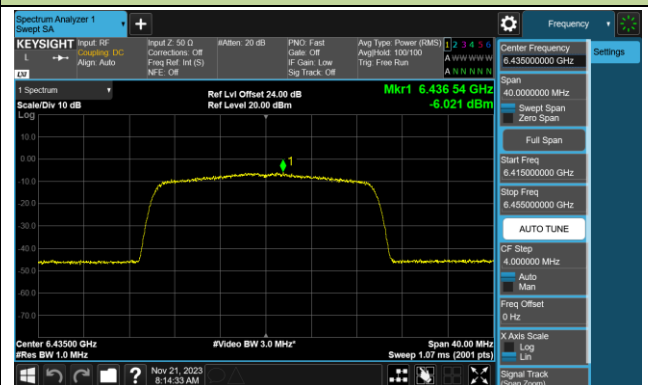 Spectrum Analyzer 1
Swept SA
Frequency
KEYSIGHT
L
LXI
Input: RF
Coupling: DC
Align: Auto
Input Z: 50 Ω
Corrections: Off
Freq Ref: Int (S)
NFE: Off
#Atten: 20 dB
PNO: Fast
Gate: Off
IF Gain: Low
Sig Track: Off
Avg Type: Power (RMS)
Avg|Hold: 100/100
Trig: Free Run
1 2 3 4 5 6
A W W W W W
A N N N N N
1 Spectrum
Scale/Div 10 dB
Log
Ref Lvl Offset 24.00 dB
Ref Level 20.00 dBm
Mkr1 6.436 54 GHz
-6.021 dBm
1
10.0
0.00
-10.0
-20.0
-30.0
-40.0
-50.0
-60.0
-70.0
Center 6.43500 GHz
#Res BW 1.0 MHz
#Video BW 3.0 MHz*
Span 40.00 MHz
Sweep 1.07 ms (2001 pts)
Center Frequency
6.435000000 GHz
Settings
Span
40.0000000 MHz
Swept Span
Zero Span
Full Span
Start Freq
6.415000000 GHz
Stop Freq
6.455000000 GHz
AUTO TUNE
CF Step
4.000000 MHz
Auto
Man
Freq Offset
0 Hz
X Axis Scale
Log
Lin
Signal Track
(Span Zoom)
?
Nov 21, 2023
8:14:33 AM